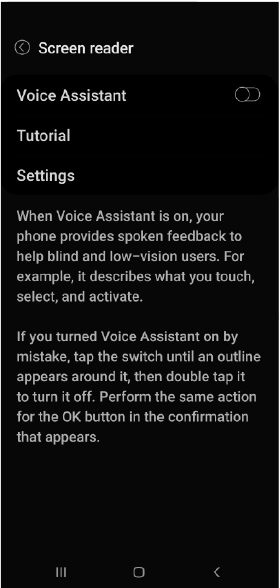 Screen reader
Voice Assistant
Tutorial
Settings
When Voice Assistant is on, your
phone provides spoken feedback to
help blind and low-vision users. For
example, it describes what you touch,
select, and activate.
If you turned Voice Assistant on by
mistake, tap the switch until an outline
appears around it, then double tap it
to turn it off. Perform the same action
for the OK button in the confirmation
that appears.